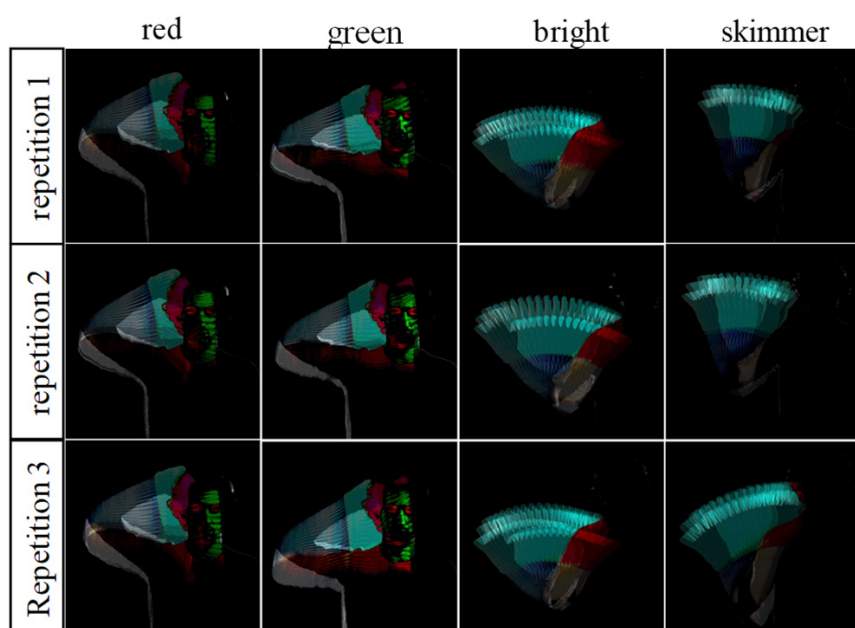 red green bright skimmer
repetition 1
repetition 2
Repetition 3